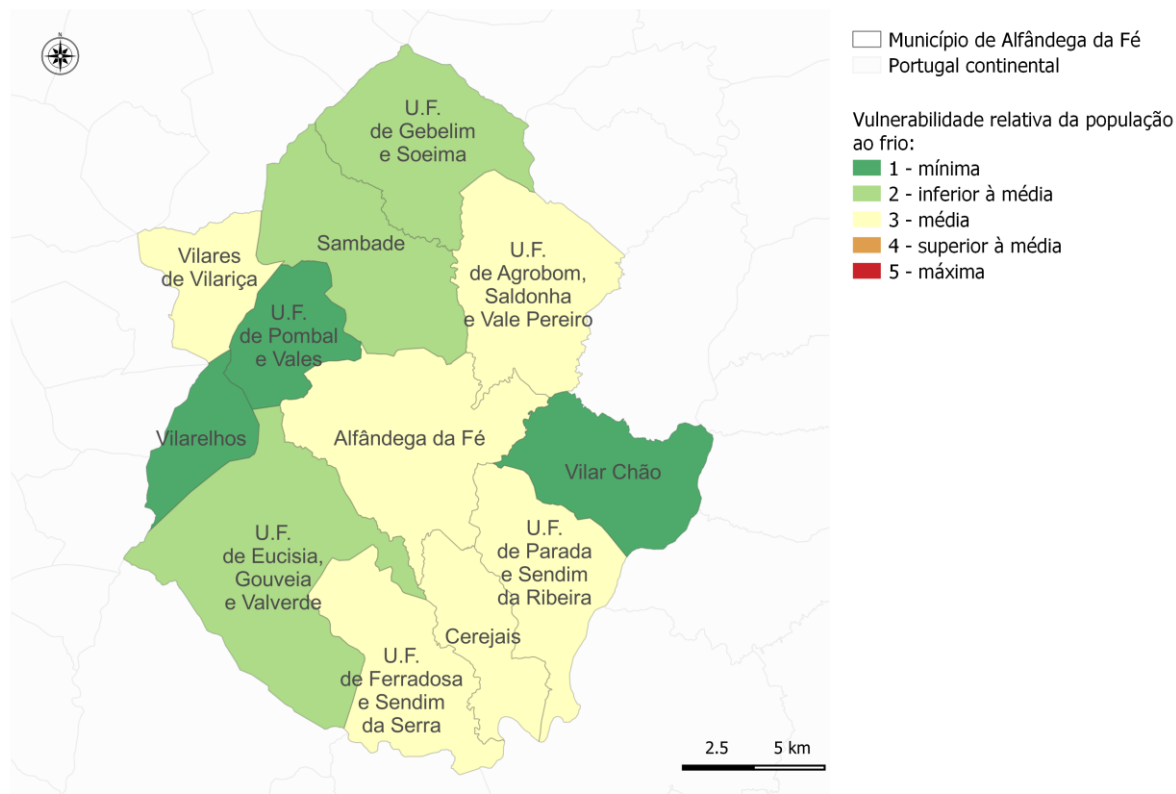 N
U.F.
de Gebelim
e Soeima
Sambade
Vilares
de Vilariça
U.F.
de Agrobom,
Saldonha
e Vale Pereiro
U.F.
de Pombal
e Vales
Vilarelhos
Alfândega da Fé
Vilar Chão
U.F.
de Eucisia,
Gouveia
e Valverde
U.F.
de Parada
e Sendim
da Ribeira
Cerejais
U.F.
de Ferradosa
e Sendim
da Serra
2.5 5 km
Município de Alfândega da Fé
Portugal continental
Vulnerabilidade relativa da população
ao frio:
1 - mínima
2 - inferior à média
3 - média
4 - superior à média
5 - máxima